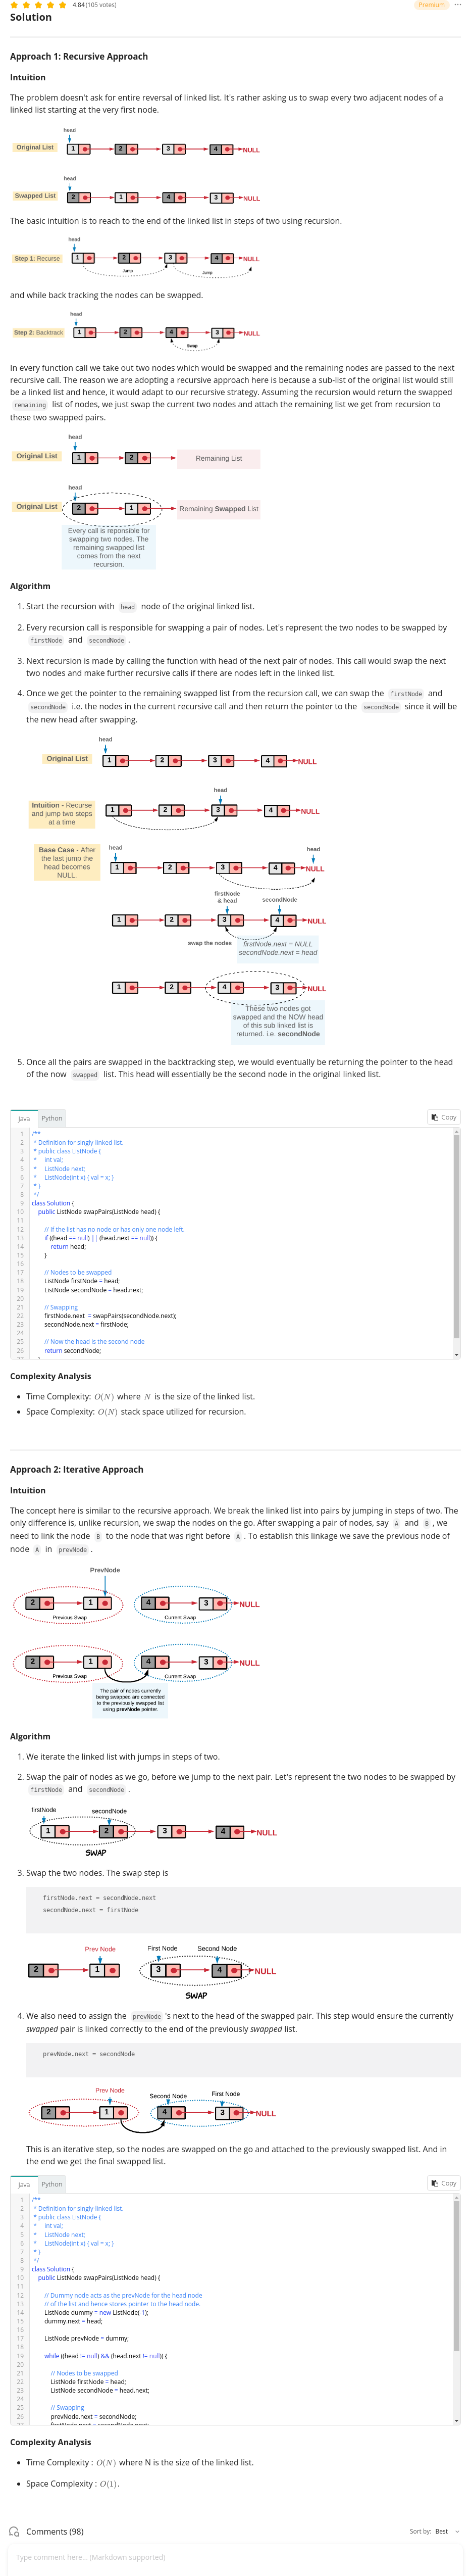 4.84 (105 votes)
Premium
Solution
Approach 1: Recursive Approach
Intuition
The problem doesn't ask for entire reversal of linked list. It's rather asking us to swap every two adjacent nodes of a
linked list starting at the very first node.
head
Original List 1 2 3 4 NULL
head
Swapped List 2 1 4 3 NULL
The basic intuition is to reach to the end of the linked list in steps of two using recursion.
head
Step 1: Recurse 1 2 3 4 NULL
Jump Jump
and while back tracking the nodes can be swapped.
head
Step 2: Backtrack 1 2 4 3 NULL
Swap
In every function call we take out two nodes which would be swapped and the remaining nodes are passed to the next
recursive call. The reason we are adopting a recursive approach here is because a sub-list of the original list would still
be a linked list and hence, it would adapt to our recursive strategy. Assuming the recursion would return the swapped
remaining list of nodes, we just swap the current two nodes and attach the remaining list we get from recursion to
these two swapped pairs.
head
Original List 1 2 Remaining List
head
Original List 2 1 Remaining Swapped List
Every call is reponsible for
swapping two nodes. The
remaining swapped list
comes from the next
recursion.
Algorithm
1. Start the recursion with head node of the original linked list.
2. Every recursion call is responsible for swapping a pair of nodes. Let's represent the two nodes to be swapped by
firstNode and secondNode .
3. Next recursion is made by calling the function with head of the next pair of nodes. This call would swap the next
two nodes and make further recursive calls if there are nodes left in the linked list.
4. Once we get the pointer to the remaining swapped list from the recursion call, we can swap the firstNode and
secondNode i.e. the nodes in the current recursive call and then return the pointer to the secondNode since it will be
the new head after swapping.
head
Original List 1 2 3 4 NULL
head
Intuition - Recurse
and jump two steps
at a time
1 2 3 4 NULL
Base Case - After
the last jump the
head becomes
NULL.
head head
1 2 3 4 NULL
firstNode
& head
secondNode
1 2 3 4 NULL
swap the nodes
firstNode.next = NULL
secondNode.next = head
1 2 4 3 NULL
These two nodes got
swapped and the NOW head
of this sub linked list is
returned. i.e. secondNode
5. Once all the pairs are swapped in the backtracking step, we would eventually be returning the pointer to the head
of the now swapped list. This head will essentially be the second node in the original linked list.
Java Python Copy
1 /**
2 * Definition for singly-linked list.
3 * public class ListNode {
4 * int val;
5 * ListNode next;
6 * ListNode(int x) { val = x; }
7 * }
8 */
9 class Solution {
10 public ListNode swapPairs(ListNode head) {
11
12 // If the list has no node or has only one node left.
13 if ((head == null) || (head.next == null)) {
14 return head;
15 }
16
17 // Nodes to be swapped
18 ListNode firstNode = head;
19 ListNode secondNode = head.next;
20
21 // Swapping
22 firstNode.next = swapPairs(secondNode.next);
23 secondNode.next = firstNode;
24
25 // Now the head is the second node
26 return secondNode;
Complexity Analysis
• Time Complexity: O(N) where N is the size of the linked list.
• Space Complexity: O(N) stack space utilized for recursion.
Approach 2: Iterative Approach
Intuition
The concept here is similar to the recursive approach. We break the linked list into pairs by jumping in steps of two. The
only difference is, unlike recursion, we swap the nodes on the go. After swapping a pair of nodes, say A and B , we
need to link the node B to the node that was right before A . To establish this linkage we save the previous node of
node A in prevNode .
PrevNode
2 1 4 3 NULL
Previous Swap Current Swap
2 1 4 3 NULL
Previous Swap Current Swap
The pair of nodes currently
being swapped are connected
to the previously swapped list
using prevNode pointer.
Algorithm
1. We iterate the linked list with jumps in steps of two.
2. Swap the pair of nodes as we go, before we jump to the next pair. Let's represent the two nodes to be swapped by
firstNode and secondNode .
firstNode secondNode
1 2 3 4 NULL
SWAP
3. Swap the two nodes. The swap step is
firstNode.next = secondNode.next
secondNode.next = firstNode
Prev Node First Node Second Node
2 1 3 4 NULL
SWAP
4. We also need to assign the prevNode 's next to the head of the swapped pair. This step would ensure the currently
swapped pair is linked correctly to the end of the previously swapped list.
prevNode.next = secondNode
Prev Node Second Node First Node
2 1 4 3 NULL
This is an iterative step, so the nodes are swapped on the go and attached to the previously swapped list. And in
the end we get the final swapped list.
Java Python Copy
1 /**
2 * Definition for singly-linked list.
3 * public class ListNode {
4 * int val;
5 * ListNode next;
6 * ListNode(int x) { val = x; }
7 * }
8 */
9 class Solution {
10 public ListNode swapPairs(ListNode head) {
11
12 // Dummy node acts as the prevNode for the head node
13 // of the list and hence stores pointer to the head node.
14 ListNode dummy = new ListNode(-1);
15 dummy.next = head;
16
17 ListNode prevNode = dummy;
18
19 while ((head != null) && (head.next != null)) {
20
21 // Nodes to be swapped
22 ListNode firstNode = head;
23 ListNode secondNode = head.next;
24
25 // Swapping
26 prevNode.next = secondNode;
27 firstNode.next = secondNode.next;
Complexity Analysis
• Time Complexity : O(N) where N is the size of the linked list.
• Space Complexity : O(1).
Comments (98)
Sort by: Best
Type comment here... (Markdown supported)